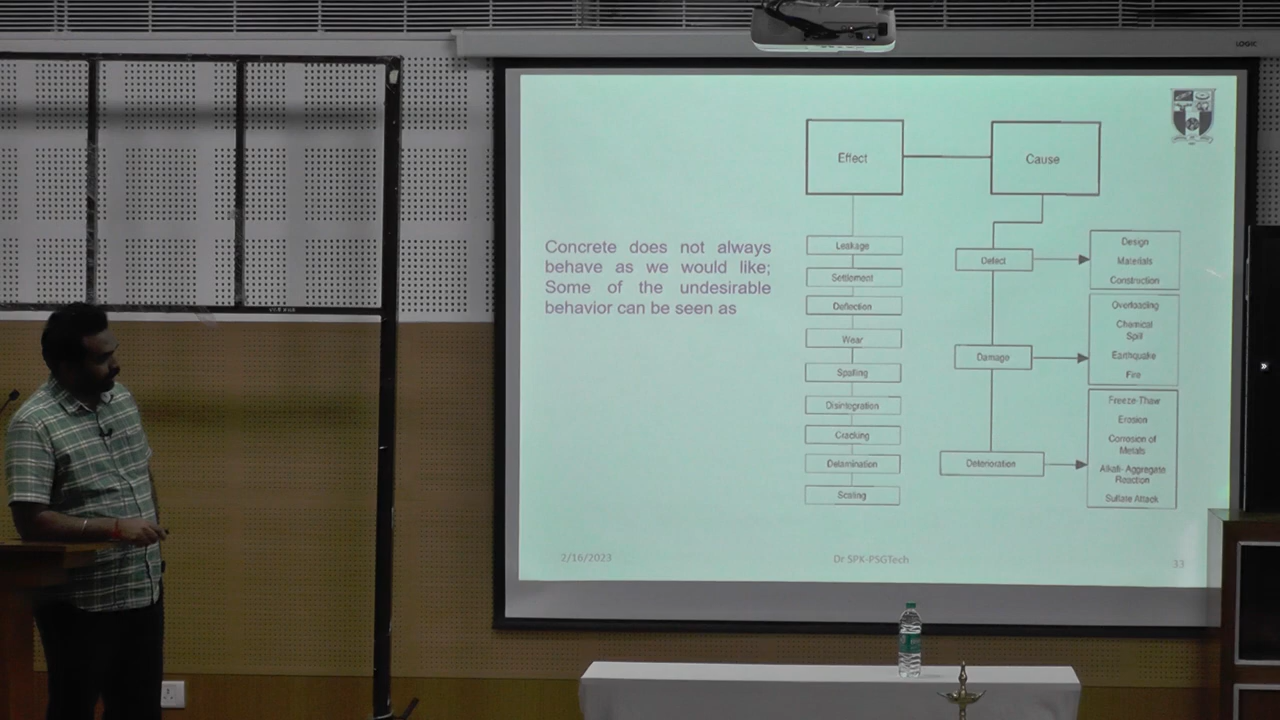 LOGIC
Effect
Cause
Concrete does not always
behave as we would like;
Some of the undesirable
behavior can be seen as
Leakage
Settlement
Deflection
Wear
Spalling
Disintegration
Cracking
Delamination
Scaling
Defect
Design
Materials
Construction
Damage
Overloading
Chemical
Spill
Earthquake
Fire
Deterioration
Freeze-Thaw
Erosion
Corrosion of
Metals
Alkali- Aggregate
Reaction
Sulfate Attack
2/16/2023
Dr SPK-PSGTech
33